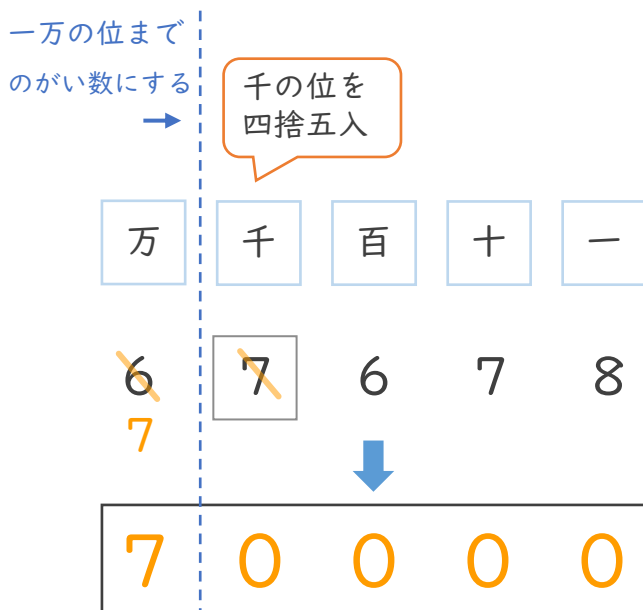 一万の位まで
のがい数にする
千の位を
四捨五入
万 千 百 十 一
6 7 6 7 8
7
7 0 0 0 0